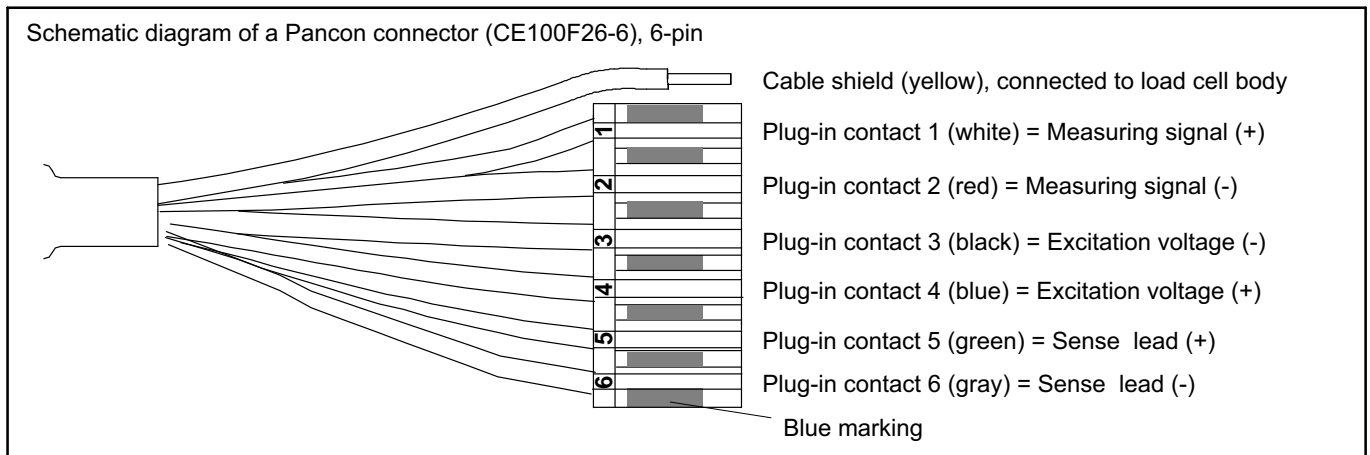 Schematic diagram of a Pancon connector (CE100F26-6), 6-pin
Cable shield (yellow), connected to load cell body
1
Plug-in contact 1 (white) = Measuring signal (+)
2
Plug-in contact 2 (red) = Measuring signal (-)
3
Plug-in contact 3 (black) = Excitation voltage (-)
4
Plug-in contact 4 (blue) = Excitation voltage (+)
5
Plug-in contact 5 (green) = Sense lead (+)
6
Plug-in contact 6 (gray) = Sense lead (-)
Blue marking